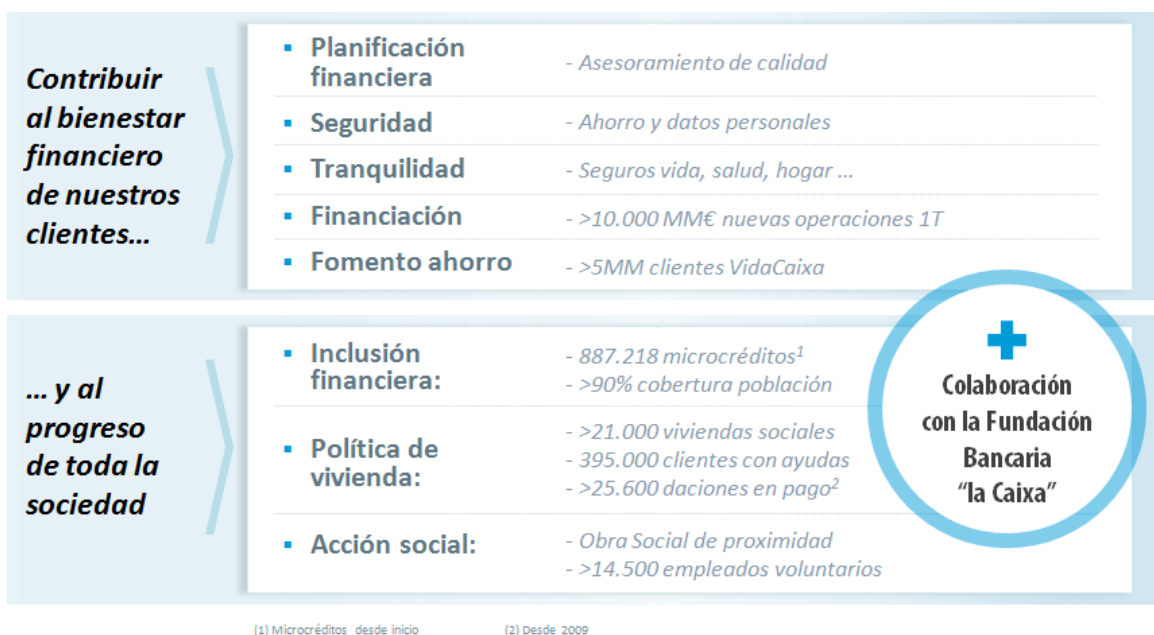 Contribuir
al bienestar
financiero
de nuestros
clientes...
▪ Planificación
financiera
- Asesoramiento de calidad
▪ Seguridad
- Ahorro y datos personales
▪ Tranquilidad
- Seguros vida, salud, hogar ...
▪ Financiación
- >10.000 MM€ nuevas operaciones 1T
▪ Fomento ahorro
- >5MM clientes VidaCaixa
... y al
progreso
de toda la
sociedad
▪ Inclusión
financiera:
- 887.218 microcréditos¹
- >90% cobertura población
▪ Política de
vivienda:
- >21.000 viviendas sociales
- 395.000 clientes con ayudas
- >25.600 daciones en pago²
▪ Acción social:
- Obra Social de proximidad
- >14.500 empleados voluntarios
+
Colaboración
con la Fundación
Bancaria
“la Caixa”
(1) Microcréditos desde inicio
(2) Desde 2009